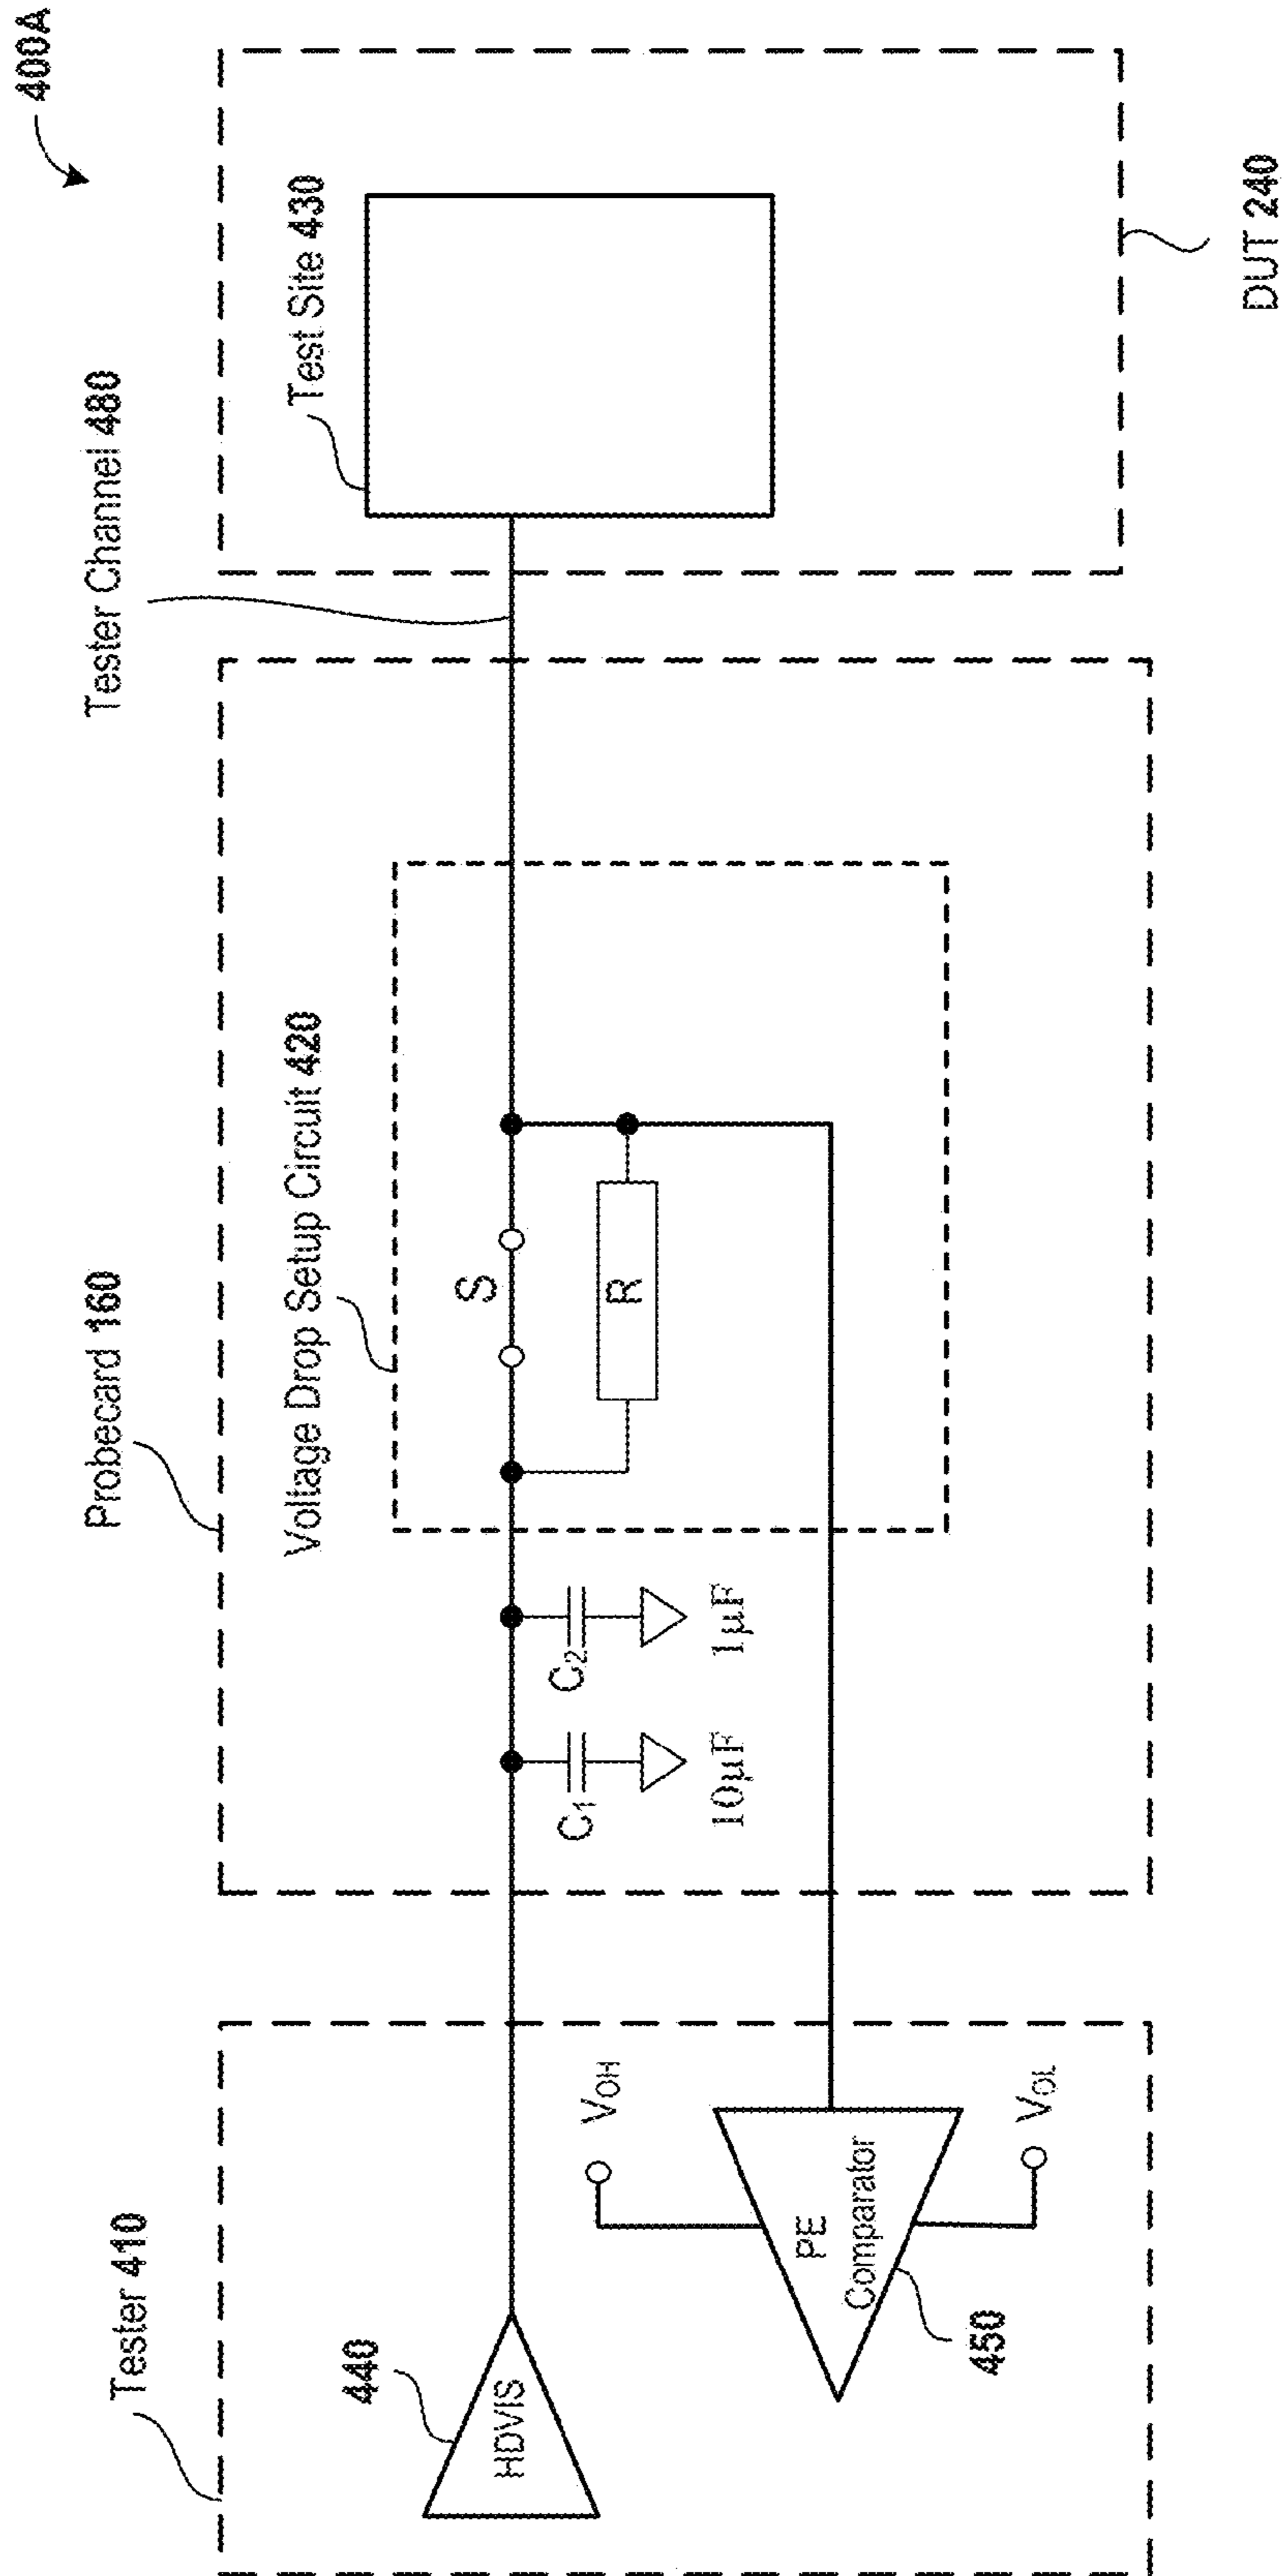 400A
Tester 410
Probecard 160
Tester Channel 480
Voltage Drop Setup Circuit 420
Test Site 430
440
HDVIS
S
R
C1
C2
10μF
1μF
VOH
PE
Comparator
VOL
450
DUT 240